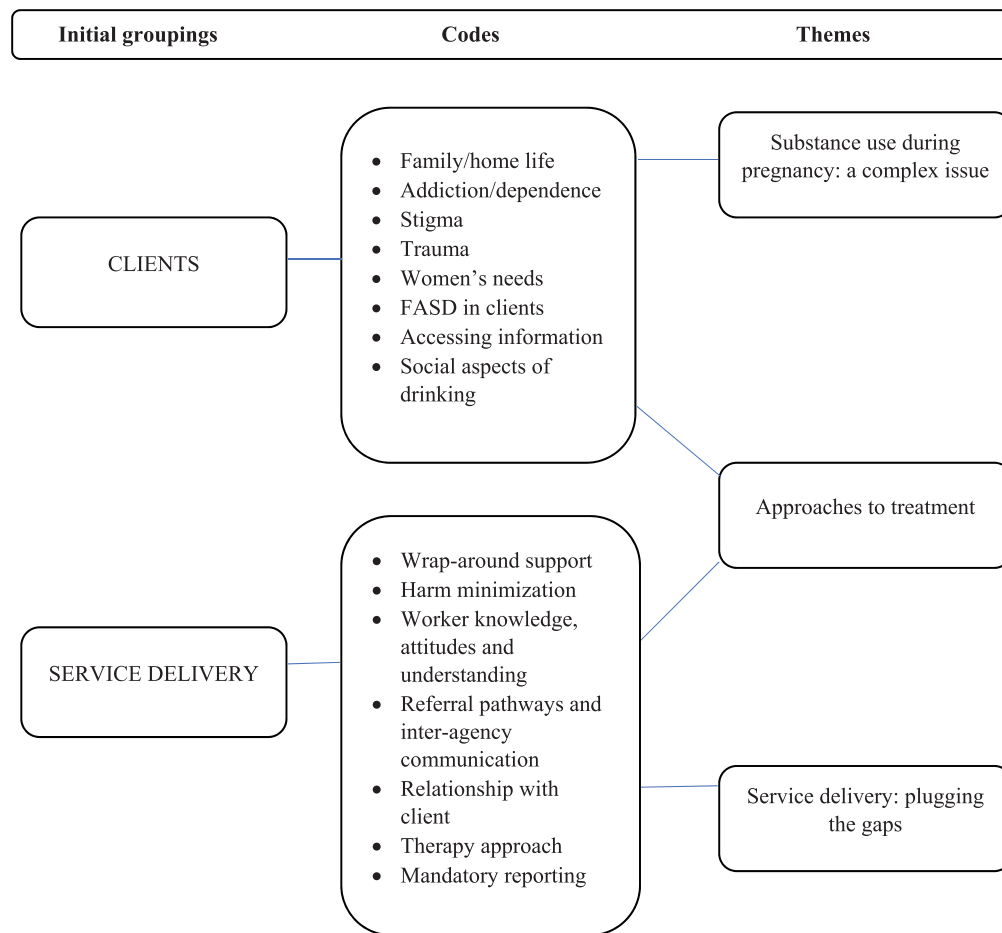 Initial groupings Codes Themes
CLIENTS
• Family/home life
• Addiction/dependence
• Stigma
• Trauma
• Women’s needs
• FASD in clients
• Accessing information
• Social aspects of
drinking
Substance use during
pregnancy: a complex issue
Approaches to treatment
SERVICE DELIVERY
• Wrap-around support
• Harm minimization
• Worker knowledge,
attitudes and
understanding
• Referral pathways and
inter-agency
communication
• Relationship with
client
• Therapy approach
• Mandatory reporting
Service delivery: plugging
the gaps